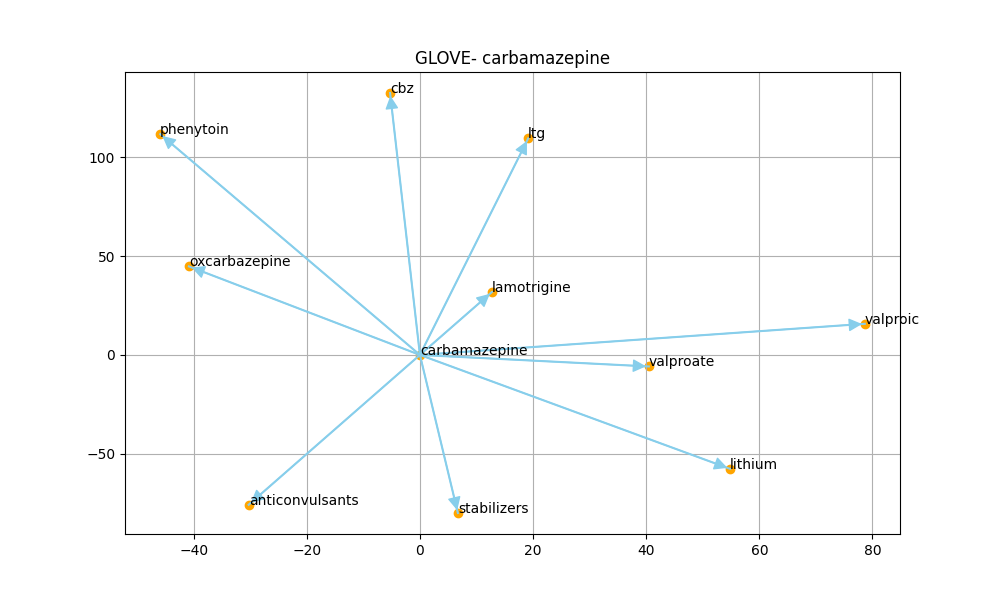 GLOVE- carbamazepine
cbz
phenytoin
ltg
100
oxcarbazepine
50
lamotrigine
valproic
carbamazepine
0
valproate
lithium
−50
anticonvulsants
stabilizers
−40
−20
0
20
40
60
80